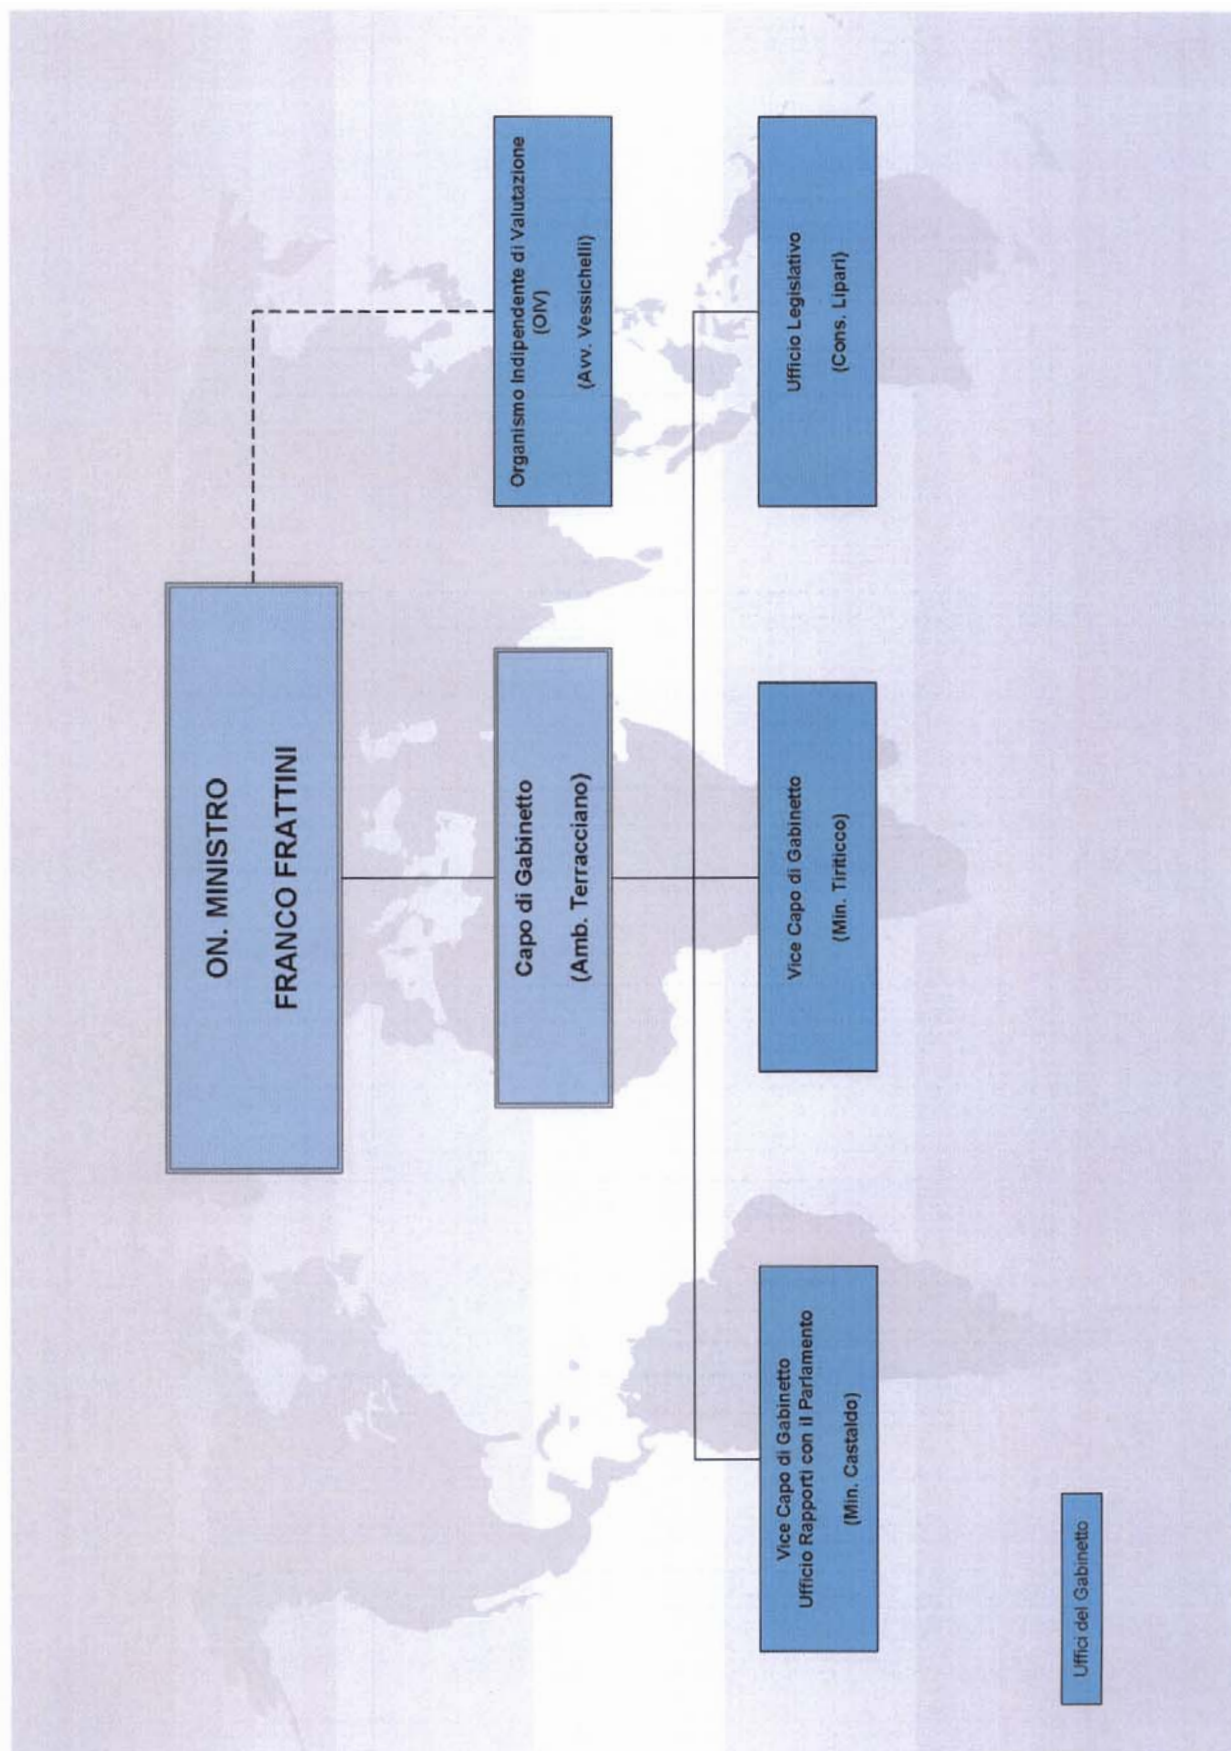 ON. MINISTRO
FRANCO FRATTINI
Capo di Gabinetto
(Amb. Terracciano)
Organismo Indipendente di Valutazione
(OIV)
(Avv. Vessichelli)
Vice Capo di Gabinetto
Ufficio Rapporti con il Parlamento
(Min. Castaldo)
Vice Capo di Gabinetto
(Min. Tiriticco)
Ufficio Legislativo
(Cons. Lipari)
Uffici del Gabinetto